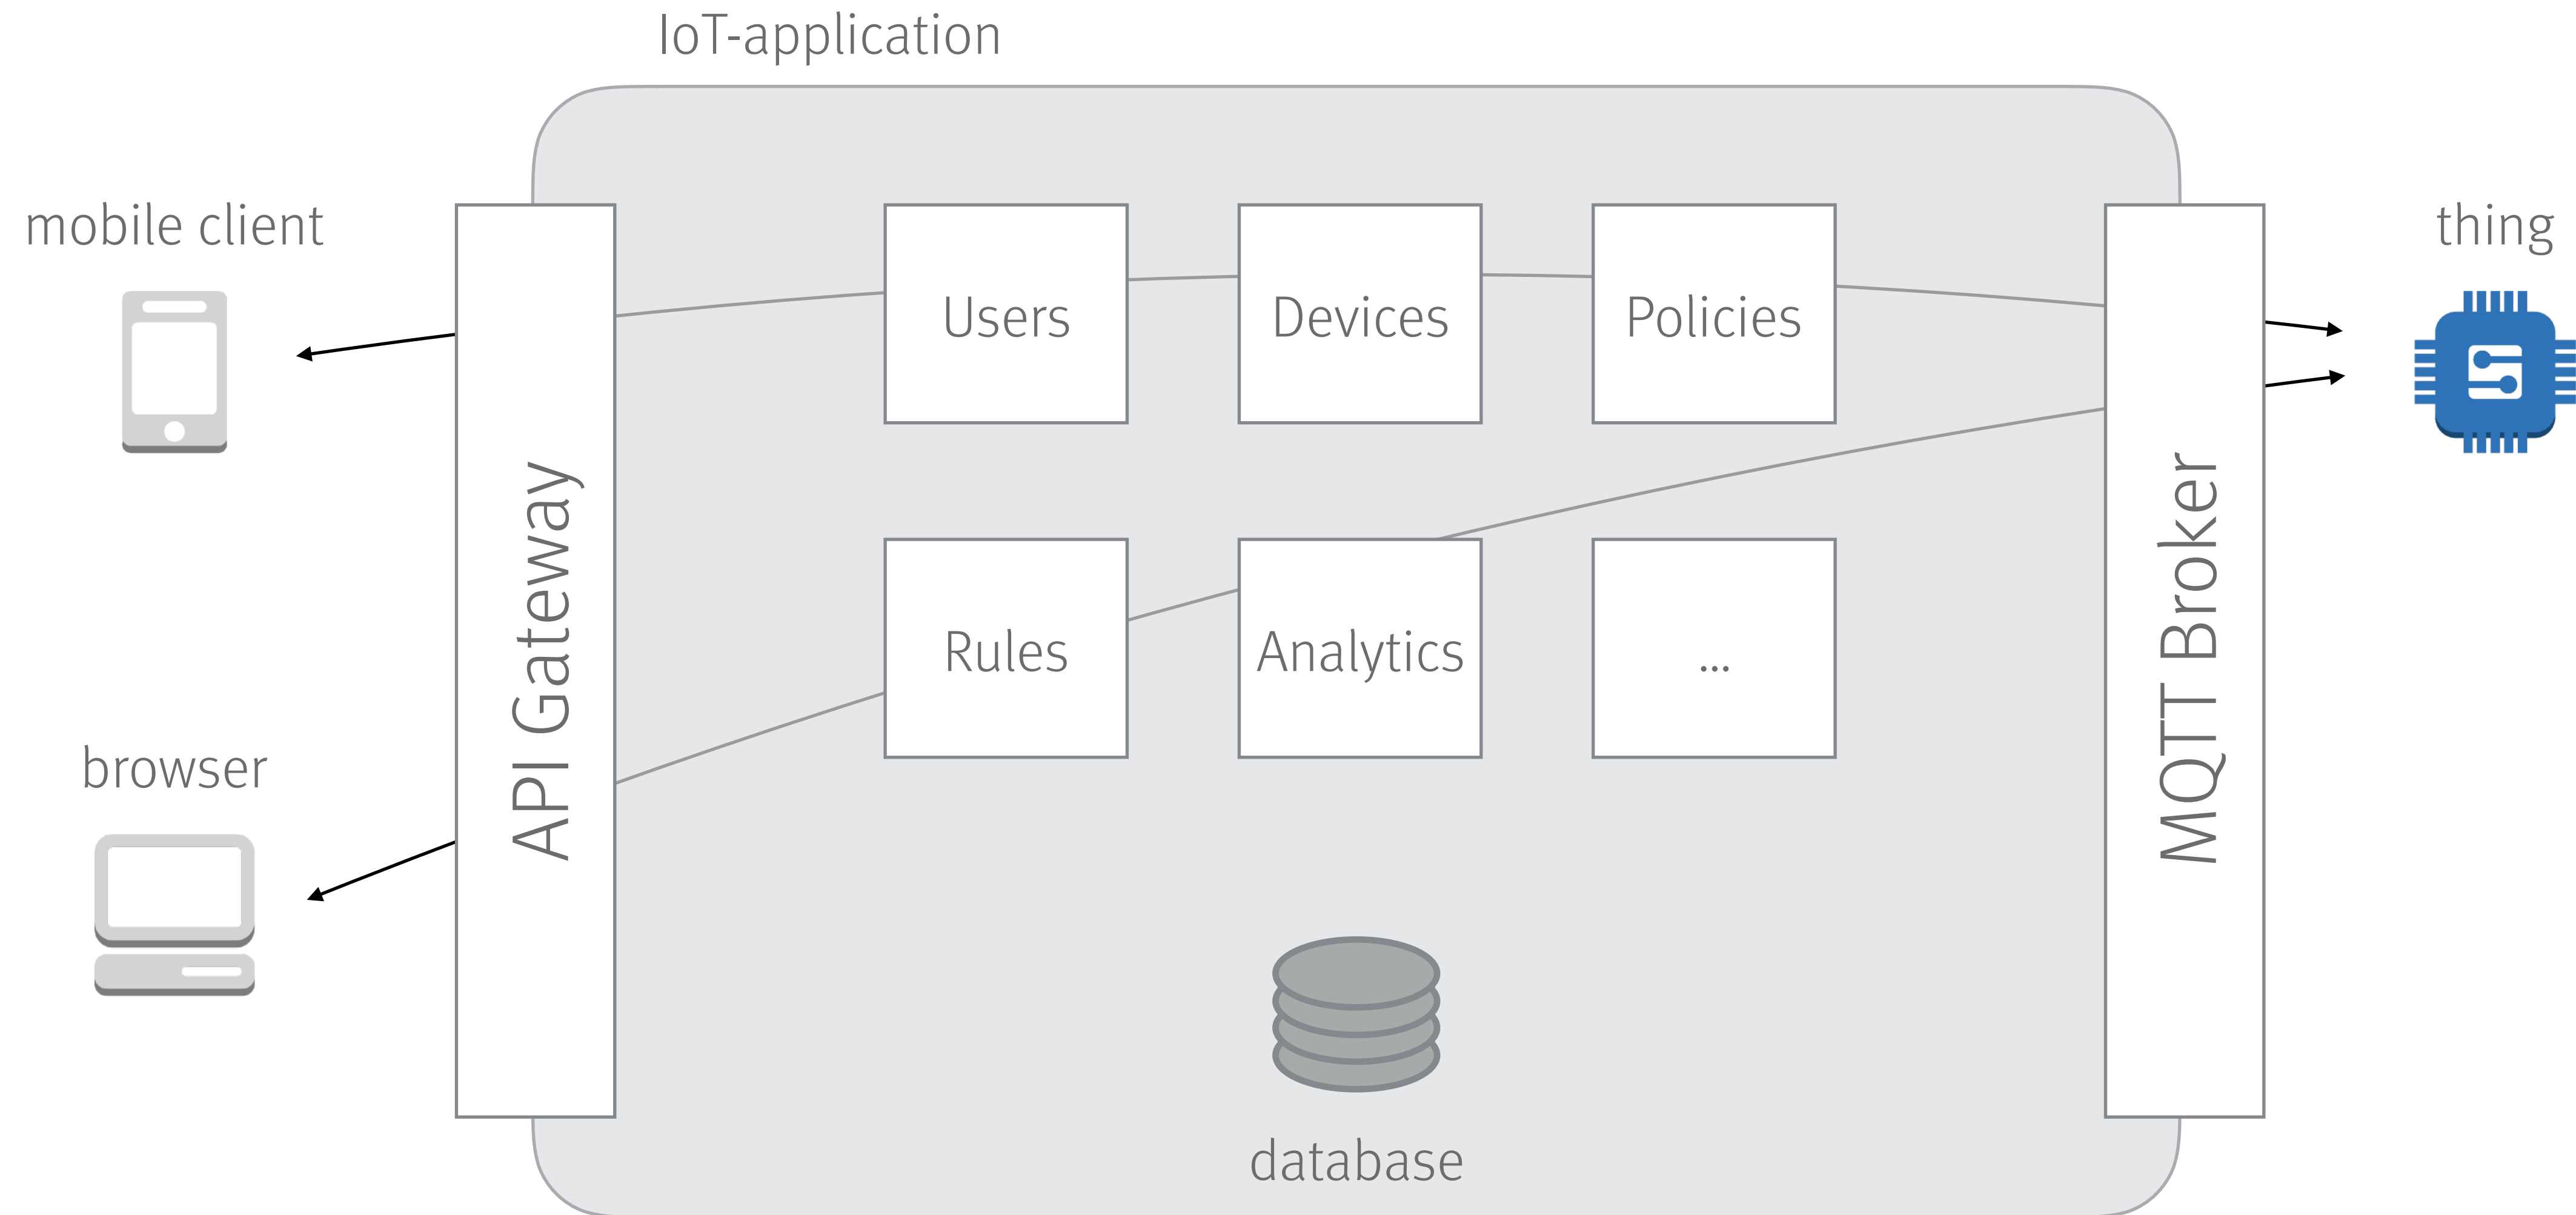 IoT-application
mobile client
thing
Users
Devices
Policies
API Gateway
MQTT Broker
Rules
Analytics
...
browser
database